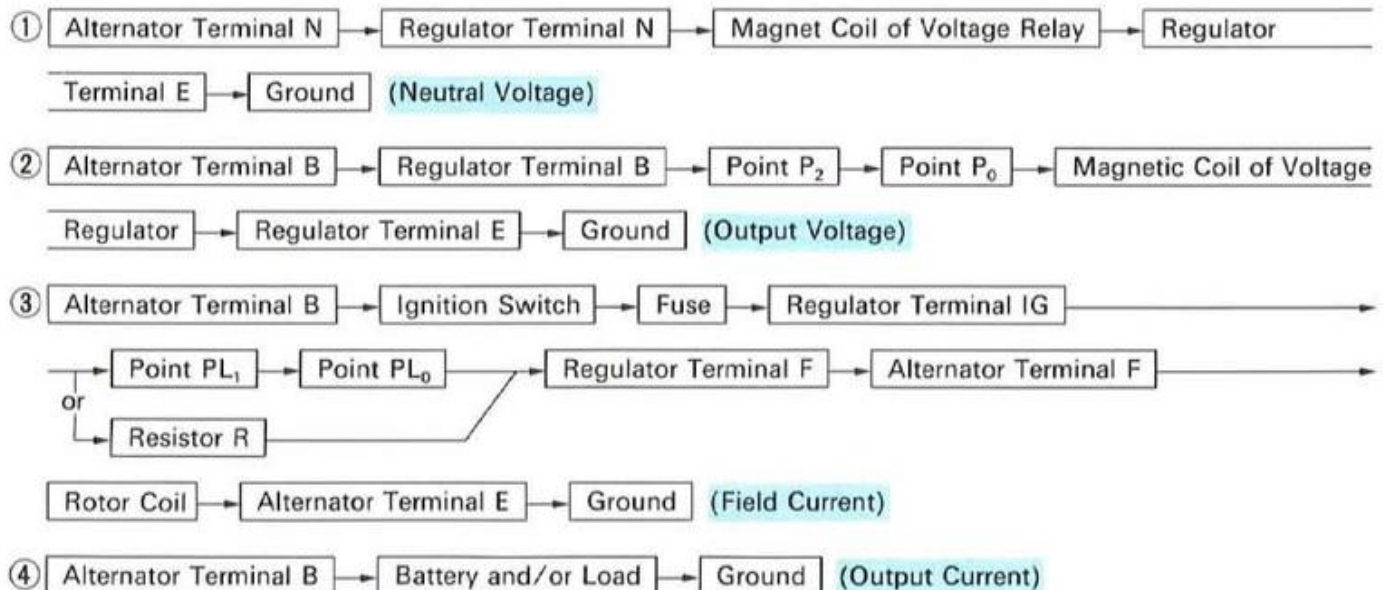 ① Alternator Terminal N Regulator Terminal N Magnet Coil of Voltage Relay Regulator
Terminal E Ground (Neutral Voltage)
② Alternator Terminal B Regulator Terminal B Point P₂ Point P₀ Magnetic Coil of Voltage
Regulator Regulator Terminal E Ground (Output Voltage)
③ Alternator Terminal B Ignition Switch Fuse Regulator Terminal IG
Point PL₁ Point PL₀ Regulator Terminal F Alternator Terminal F
or
Resistor R
Rotor Coil Alternator Terminal E Ground (Field Current)
④ Alternator Terminal B Battery and/or Load Ground (Output Current)